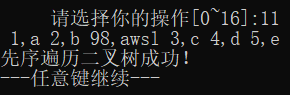 请选择你的操作[0~16]:11
1,a 2,b 98,awsl 3,c 4,d 5,e
先序遍历二叉树成功!
---任意键继续---